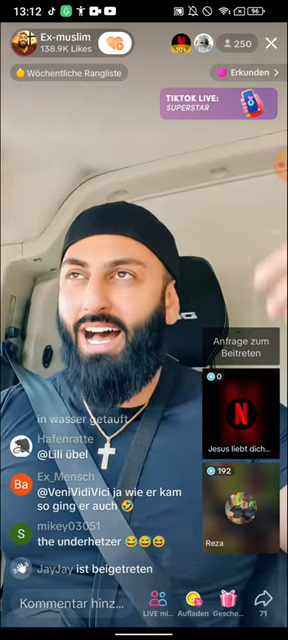 13:12
96
Ex-muslim
138.9K Likes
10+
250
Wöchentliche Rangliste
Erkunden >
TIKTOK LIVE:
SUPERSTAR
Anfrage zum
Beitreten
0
N
Jesus liebt dich...
192
Reza
in wasser getauft
Hafenratte
@Lili übel
Ba
Ex_Mensch
@VeniVidiVici ja wie er kam
so ging er auch 🤣
S
mikey03051
the underhetzer 😂😅😆
JayJay ist beigetreten
Kommentar hinz...
LIVE mi...
Aufladen
Gesche...
71